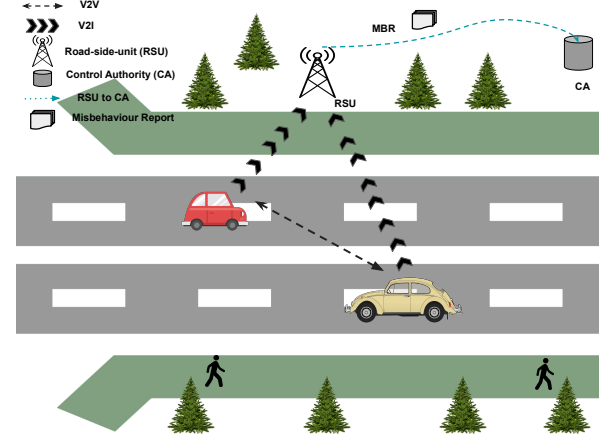 V2V
V2I
Road-side-unit (RSU)
Control Authority (CA)
RSU to CA
Misbehaviour Report
MBR
RSU
CA